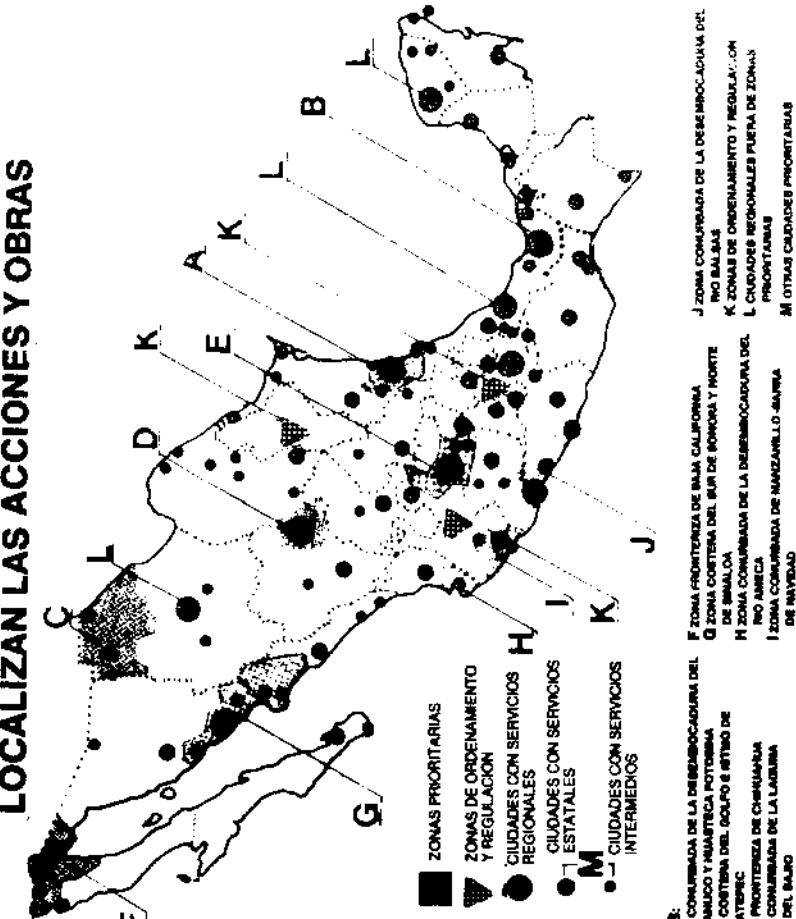 LOCALIZAN LAS ACCIONES Y OBRAS
C
L
D
K
E
A
K
L
B
L
G
H
I
K
J
ZONAS PRIORITARIAS
ZONAS DE ORDENAMIENTO
Y REGULACION
CIUDADES CON SERVICIOS
REGIONALES
CIUDADES CON SERVICIOS
ESTATALES
M
CIUDADES CON SERVICIOS
INTERMEDIOS
CONURBADA DE LA DESEMBOCADURA DEL
NUCO Y HUASTECA POTOSINA
COSTERA DEL GOLFO E ISTMO DE
TEPEC
FRONTERIZA DE CHIHUAHUA
CONURBADA DE LA LAGUNA
DEL BAJIO
F ZONA FRONTERIZA DE BAJA CALIFORNIA
G ZONA COSTERA DEL SUR DE SONORA Y NORTE
DE SINALOA
H ZONA CONURBADA DE LA DESEMBOCADURA DEL
RIO AMECA
I ZONA CONURBADA DE MANZANILLO-BARRA
DE NAVIDAD
J ZONA CONURBADA DE LA DESEMBOCADURA DEL
RIO BALSAS
K ZONAS DE ORDENAMIENTO Y REGULACION
L CIUDADES REGIONALES FUERA DE ZONAS
PRIORITARIAS
M OTRAS CIUDADES PRIORITARIAS